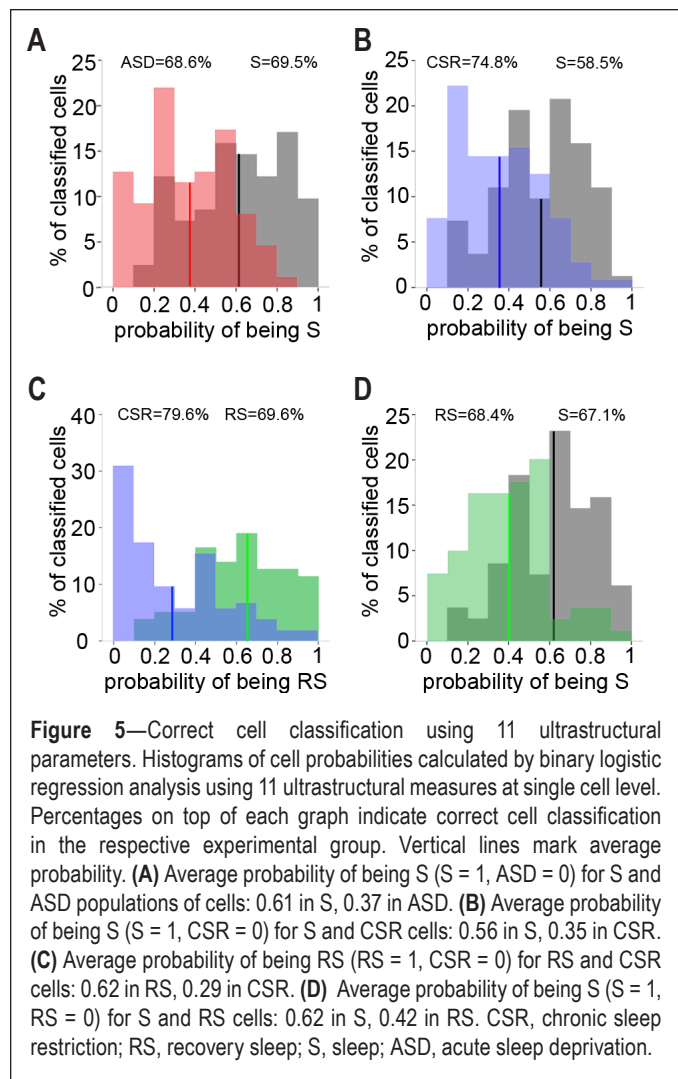 A
ASD=68.6% S=69.5%
25
20
15
10
5
0
% of classified cells
0 0.2 0.4 0.6 0.8 1
probability of being S
B
CSR=74.8% S=58.5%
25
20
15
10
5
0
% of classified cells
0 0.2 0.4 0.6 0.8 1
probability of being S
C
CSR=79.6% RS=69.6%
40
30
20
10
0
% of classified cells
0 0.2 0.4 0.6 0.8 1
probability of being RS
D
RS=68.4% S=67.1%
25
20
15
10
5
0
% of classified cells
0 0.2 0.4 0.6 0.8 1
probability of being S
Figure 5—Correct cell classification using 11 ultrastructural
parameters. Histograms of cell probabilities calculated by binary logistic
regression analysis using 11 ultrastructural measures at single cell level.
Percentages on top of each graph indicate correct cell classification
in the respective experimental group. Vertical lines mark average
probability. (A) Average probability of being S (S = 1, ASD = 0) for S and
ASD populations of cells: 0.61 in S, 0.37 in ASD. (B) Average probability
of being S (S = 1, CSR = 0) for S and CSR cells: 0.56 in S, 0.35 in CSR.
(C) Average probability of being RS (RS = 1, CSR = 0) for RS and CSR
cells: 0.62 in RS, 0.29 in CSR. (D) Average probability of being S (S = 1,
RS = 0) for S and RS cells: 0.62 in S, 0.42 in RS. CSR, chronic sleep
restriction; RS, recovery sleep; S, sleep; ASD, acute sleep deprivation.